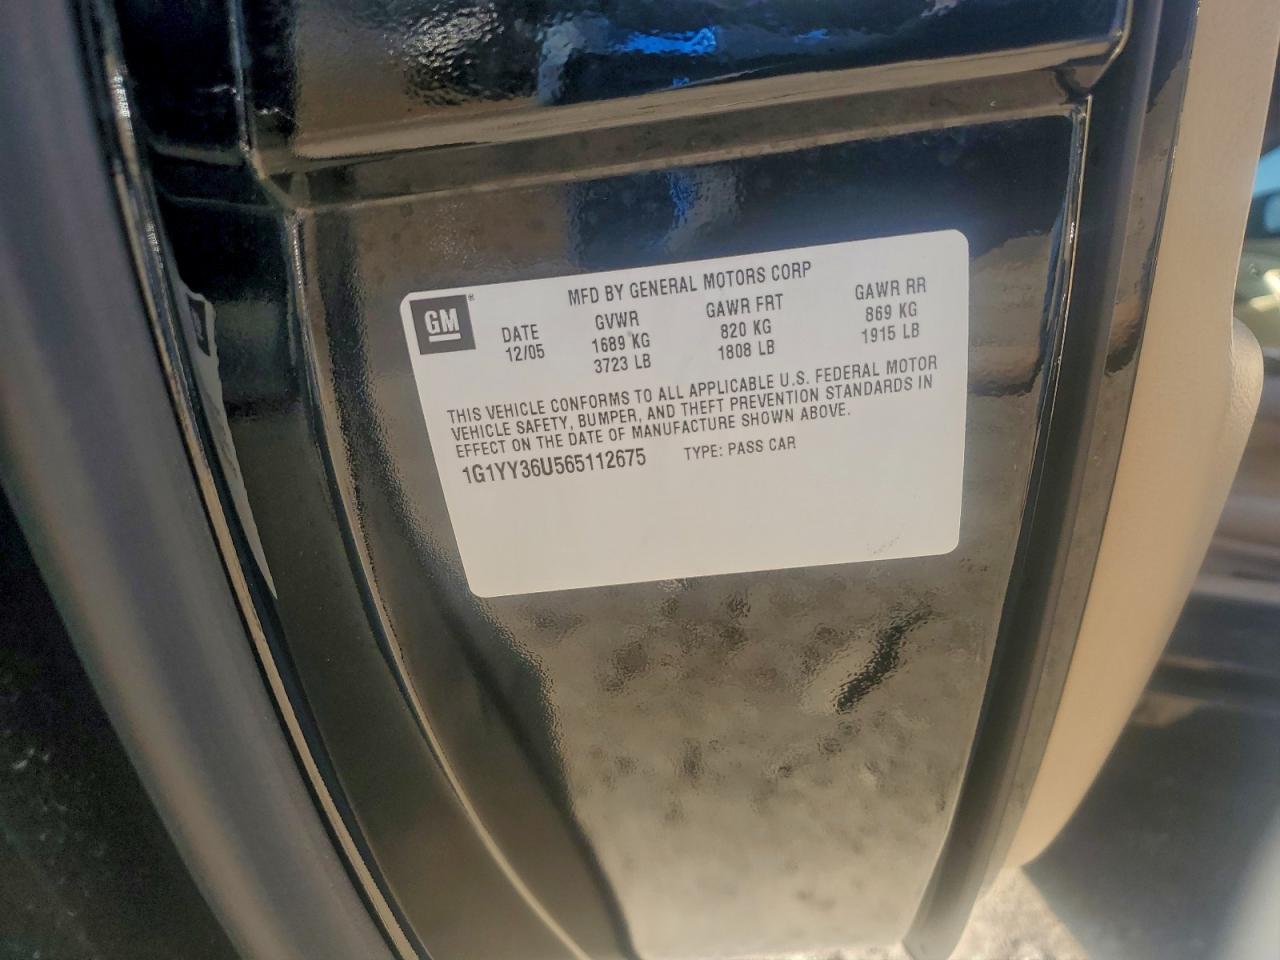 GM ®
MFD BY GENERAL MOTORS CORP
DATE GVWR GAWR FRT GAWR RR
12/05 1689 KG 820 KG 869 KG
3723 LB 1808 LB 1915 LB
THIS VEHICLE CONFORMS TO ALL APPLICABLE U.S. FEDERAL MOTOR
VEHICLE SAFETY, BUMPER, AND THEFT PREVENTION STANDARDS IN
EFFECT ON THE DATE OF MANUFACTURE SHOWN ABOVE.
1G1YY36U565112675 TYPE: PASS CAR